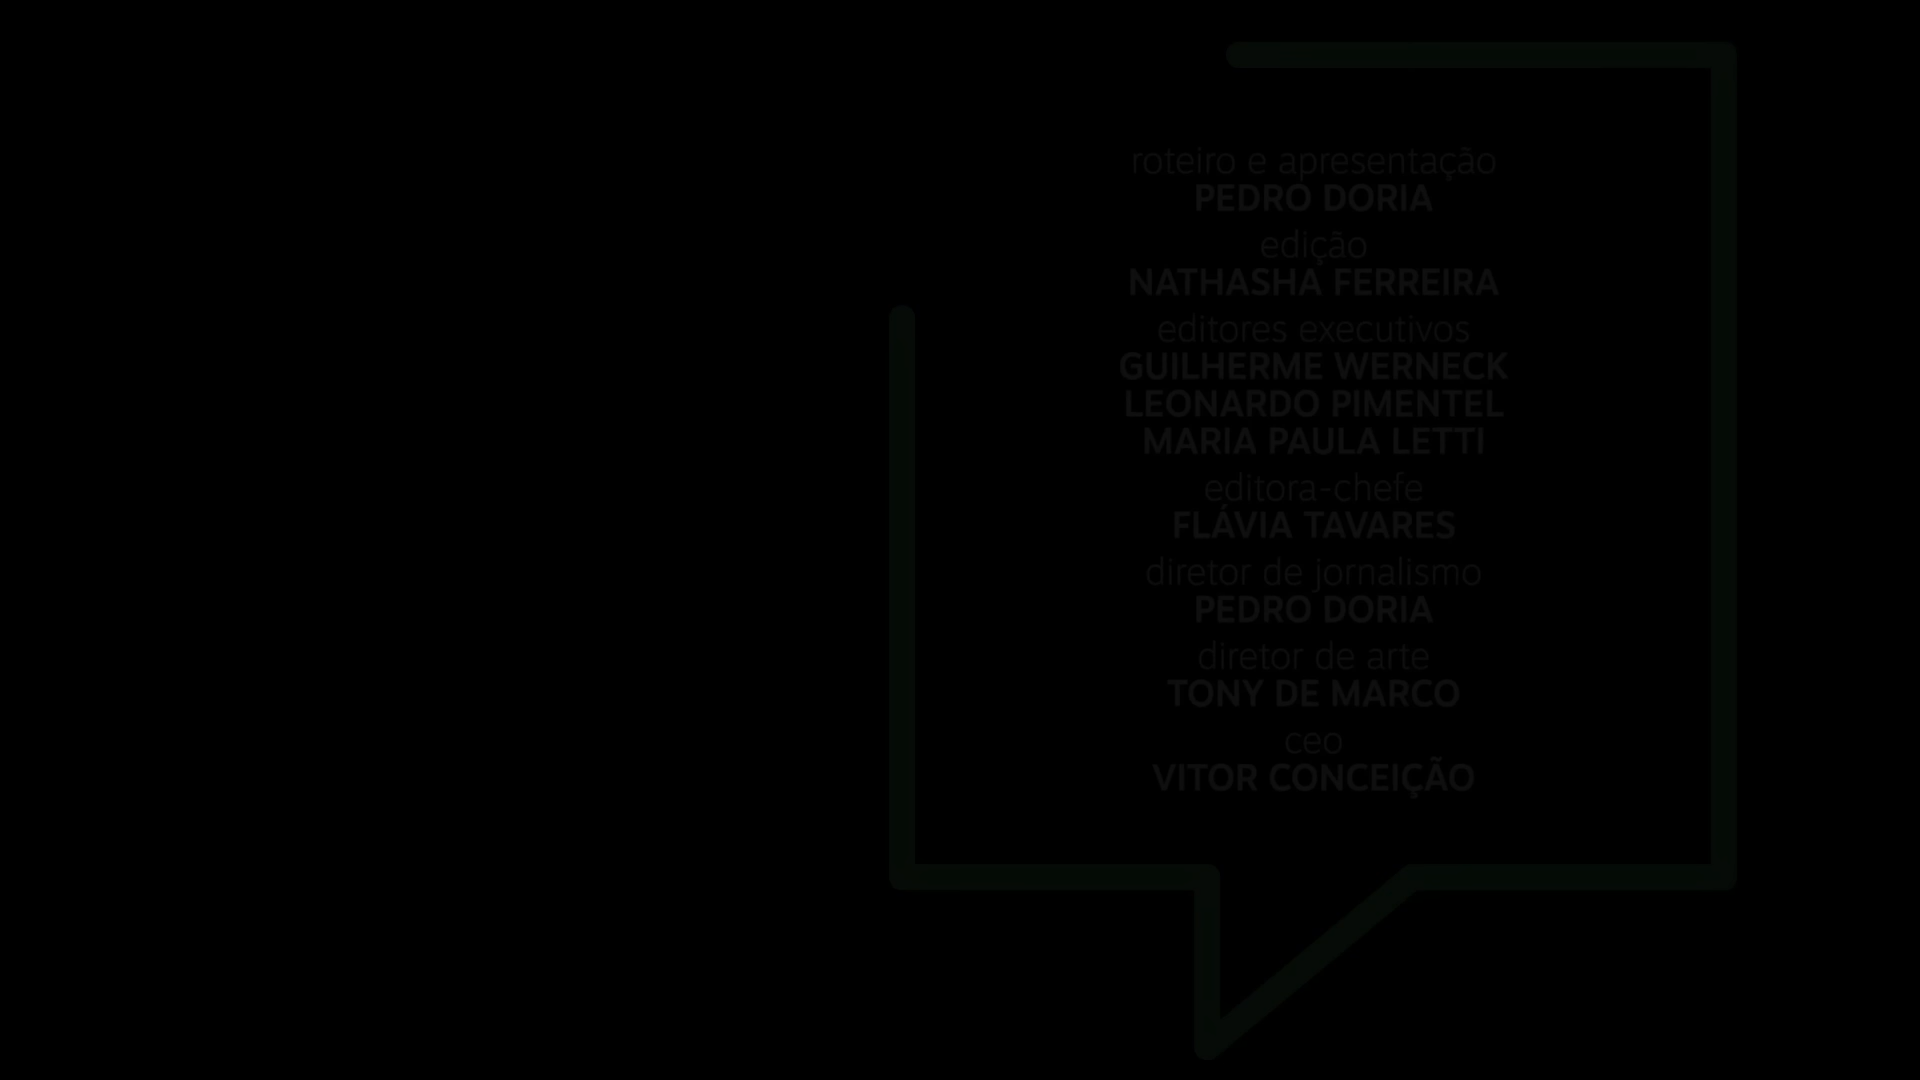 roteiro e apresentação
PEDRO DORIA
edição
NATHASHA FERREIRA
editores executivos
GUILHERME WERNECK
LEONARDO PIMENTEL
MARIA PAULA LETTI
editora-chefe
FLÁVIA TAVARES
diretor de jornalismo
PEDRO DORIA
diretor de arte
TONY DE MARCO
ceo
VITOR CONCEIÇÃO